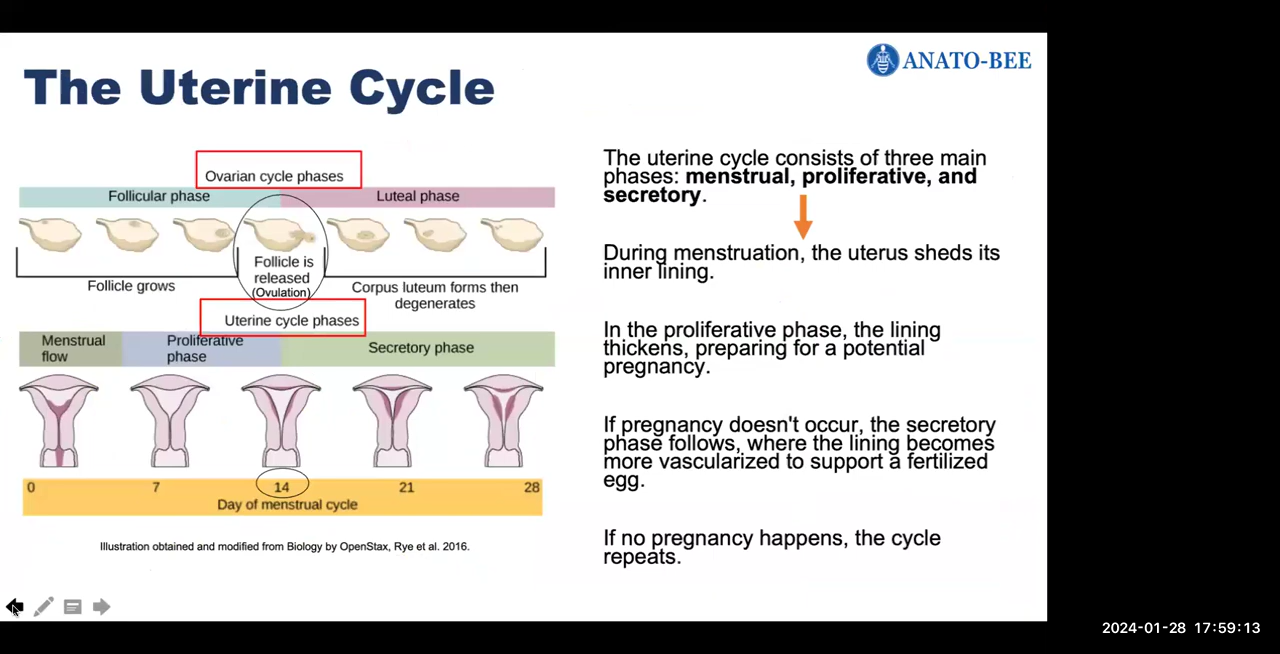 ANATO-BEE
The Uterine Cycle
Ovarian cycle phases
Follicular phase
Luteal phase
Follicle grows
Follicle is
released
(Ovulation)
Corpus luteum forms then
degenerates
Uterine cycle phases
Menstrual
flow
Proliferative
phase
Secretory phase
0 7 14 21 28
Day of menstrual cycle
Illustration obtained and modified from Biology by OpenStax, Rye et al. 2016.
The uterine cycle consists of three main
phases: menstrual, proliferative, and
secretory.
During menstruation, the uterus sheds its
inner lining.
In the proliferative phase, the lining
thickens, preparing for a potential
pregnancy.
If pregnancy doesn't occur, the secretory
phase follows, where the lining becomes
more vascularized to support a fertilized
egg.
If no pregnancy happens, the cycle
repeats.
2024-01-28 17:59:13